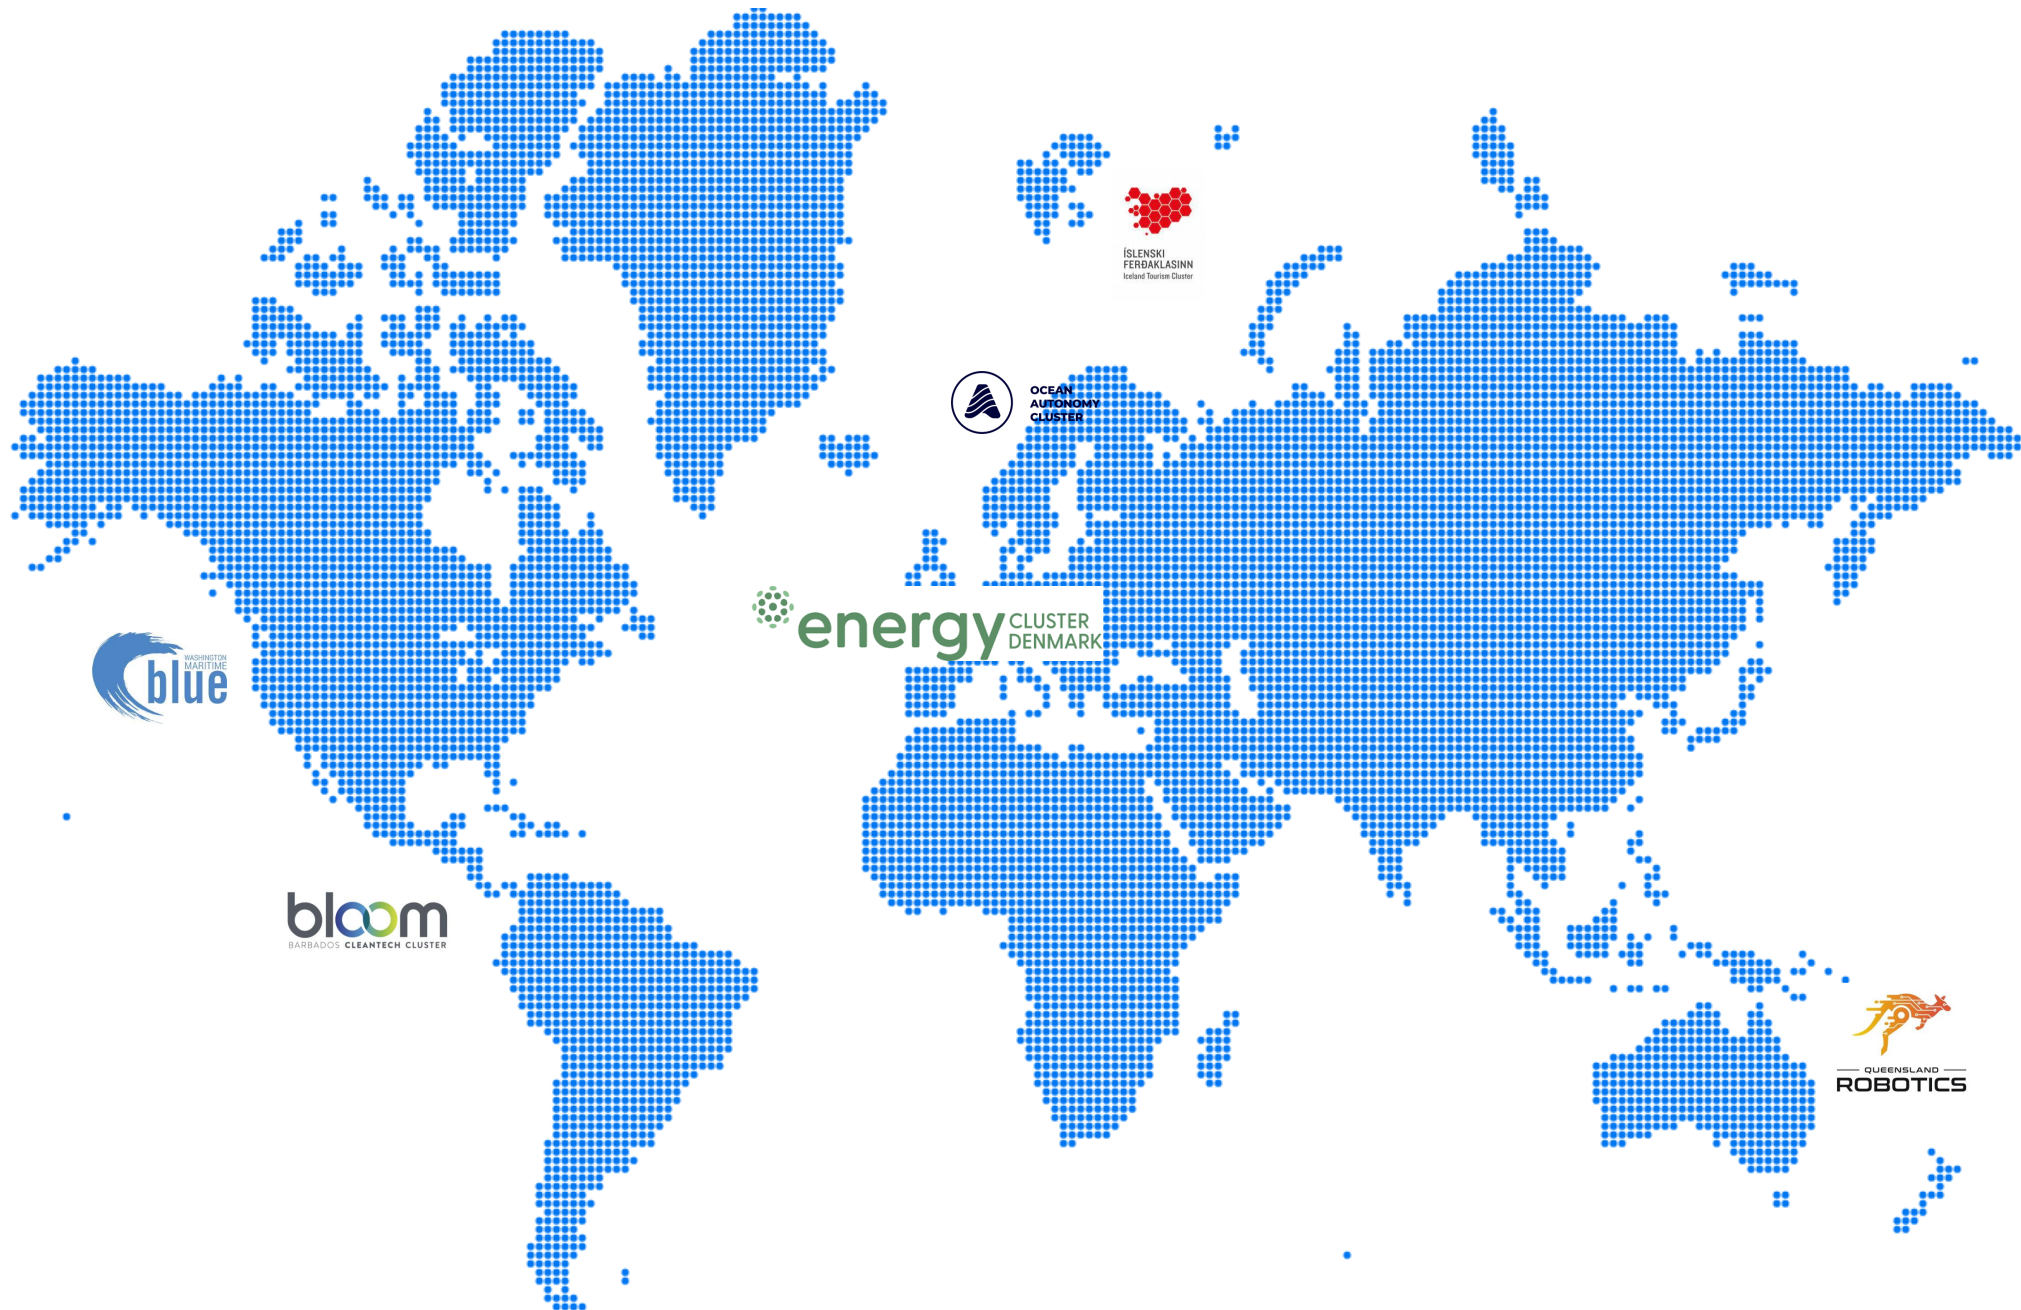 ÍSLENSKI
FERÐAKLASINN
Iceland Tourism Cluster
OCEAN
AUTONOMY
CLUSTER
energy CLUSTER
DENMARK
WASHINGTON
MARITIME
blue
bloom
BARBADOS CLEANTECH CLUSTER
QUEENSLAND
ROBOTICS